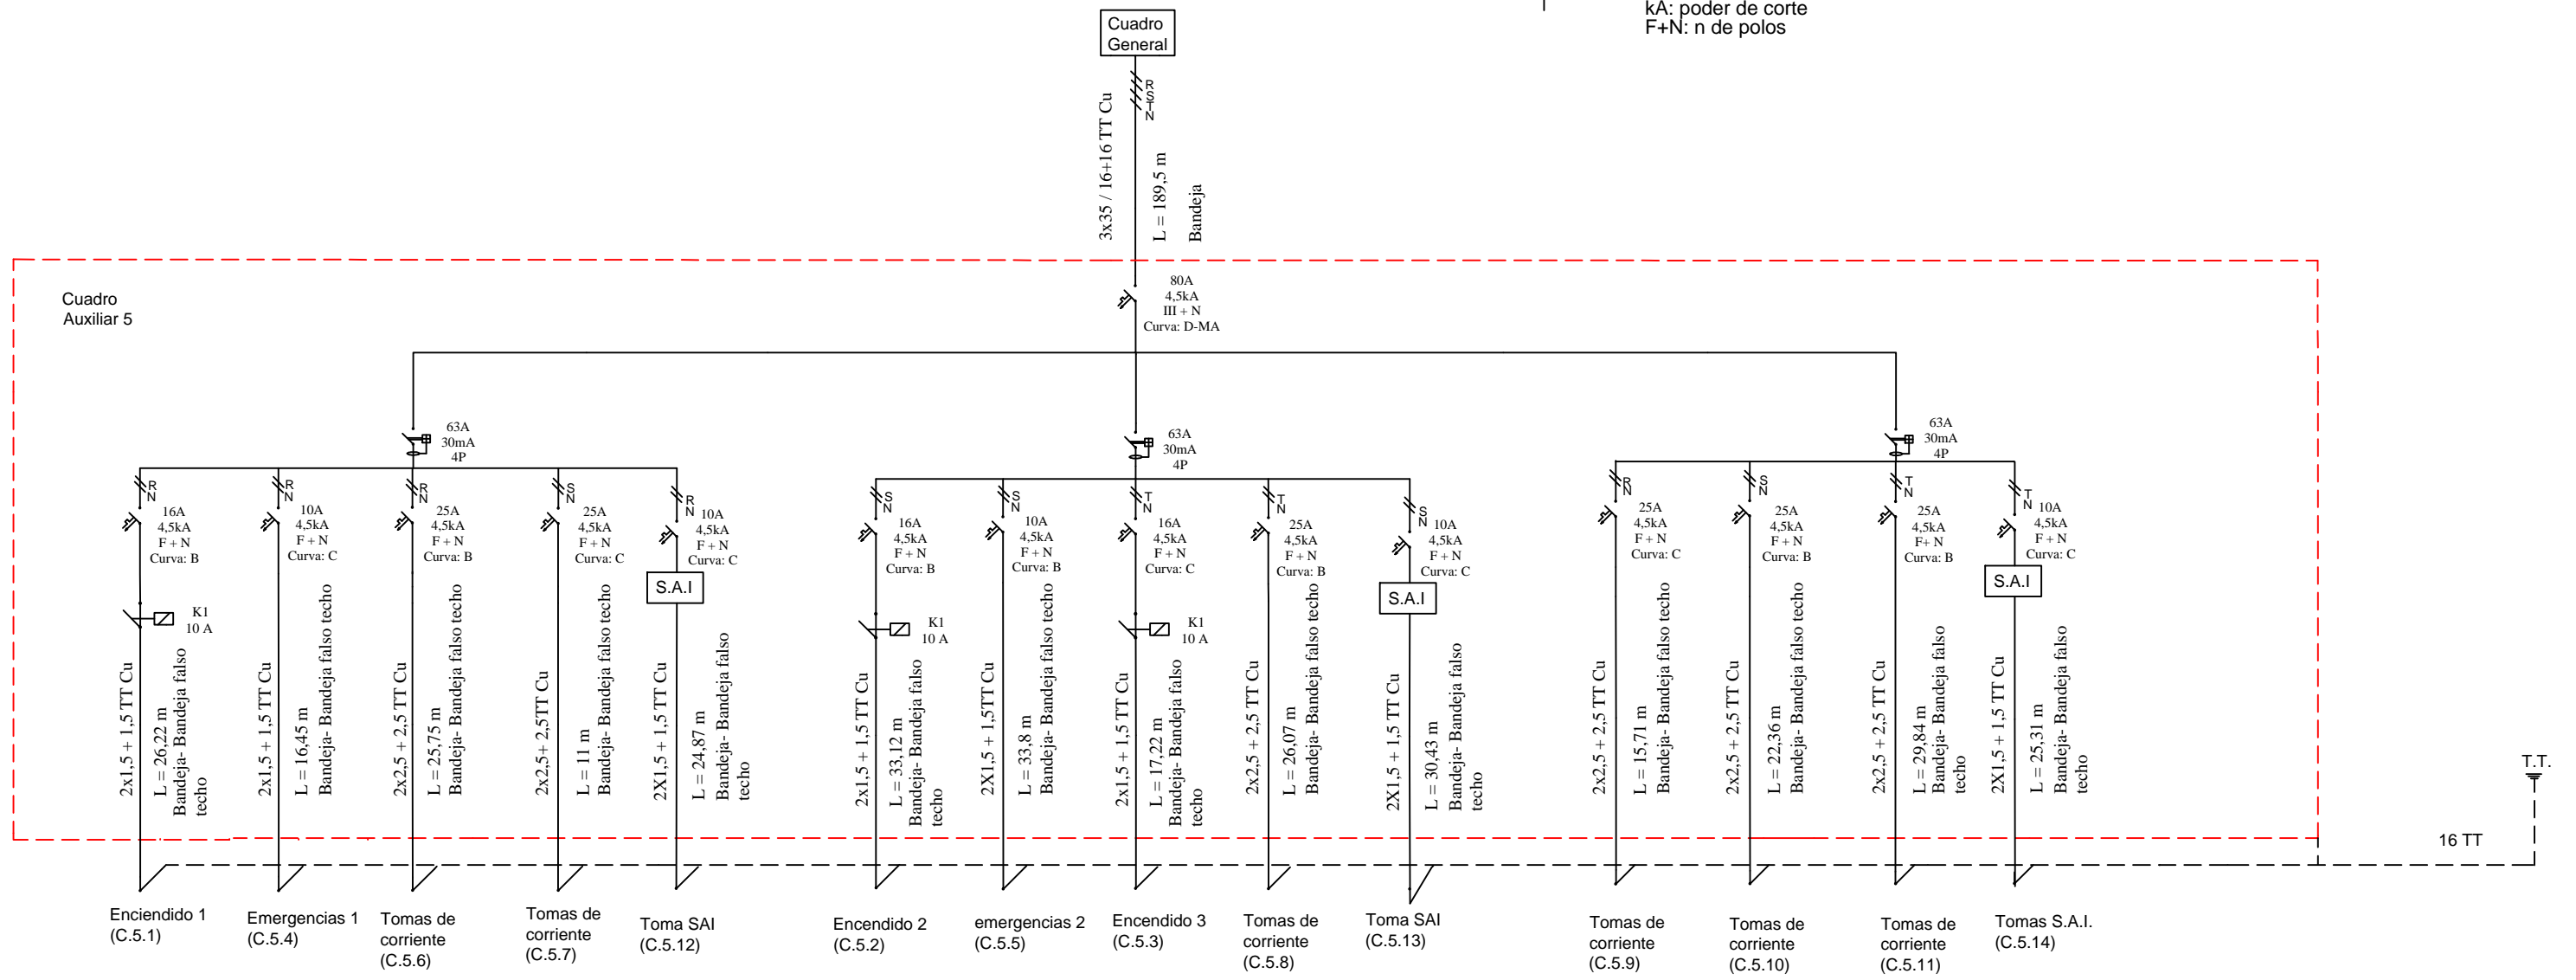 kA: poder de corte
F+N: n de polos
Cuadro
General
R
S
T
N
3x35 / 16+16 TT Cu
L = 189,5 m
Bandeja
Cuadro
Auxiliar 5
80A
4,5kA
III + N
Curva: D-MA
63A
30mA
4P
63A
30mA
4P
63A
30mA
4P
R
N
16A
4,5kA
F + N
Curva: B
K1
10 A
2x1,5 + 1,5 TT Cu
L = 26,22 m
Bandeja- Bandeja falso
techo
R
N
10A
4,5kA
F + N
Curva: C
2x1,5 + 1,5 TT Cu
L = 16,45 m
Bandeja- Bandeja falso techo
R
N
25A
4,5kA
F + N
Curva: B
2x2,5 + 2,5 TT Cu
L = 25,75 m
Bandeja- Bandeja falso techo
S
N
25A
4,5kA
F + N
Curva: C
2x2,5+ 2,5TT Cu
L = 11 m
Bandeja- Bandeja falso techo
R
N
10A
4,5kA
F + N
Curva: C
S.A.I
2X1,5 + 1,5 TT Cu
L = 24,87 m
Bandeja- Bandeja falso
techo
S
N
16A
4,5kA
F + N
Curva: B
K1
10 A
2x1,5 + 1,5 TT Cu
L = 33,12 m
Bandeja- Bandeja falso
techo
S
N
10A
4,5kA
F + N
Curva: B
2X1,5 + 1,5TT Cu
L = 33,8 m
Bandeja- Bandeja falso techo
T
N
16A
4,5kA
F + N
Curva: C
K1
10 A
2x1,5 + 1,5 TT Cu
L = 17,22 m
Bandeja- Bandeja falso
techo
T
N
25A
4,5kA
F + N
Curva: B
2x2,5 + 2,5 TT Cu
L = 26,07 m
Bandeja- Bandeja falso techo
S
N
10A
4,5kA
F + N
Curva: C
S.A.I
2X1,5 + 1,5 TT Cu
L = 30,43 m
Bandeja- Bandeja falso
techo
R
N
25A
4,5kA
F + N
Curva: C
2x2,5 + 2,5 TT Cu
L = 15,71 m
Bandeja- Bandeja falso techo
S
N
25A
4,5kA
F + N
Curva: B
2x2,5 + 2,5 TT Cu
L = 22,36 m
Bandeja- Bandeja falso techo
T
N
25A
4,5kA
F+ N
Curva: B
2x2,5 + 2,5 TT Cu
L = 29,84 m
Bandeja- Bandeja falso
techo
T
N
10A
4,5kA
F + N
Curva: C
S.A.I
2X1,5 + 1,5 TT Cu
L = 25,31 m
Bandeja- Bandeja falso
techo
T.T.
16 TT
Enciendido 1
(C.5.1)
Emergencias 1
(C.5.4)
Tomas de
corriente
(C.5.6)
Tomas de
corriente
(C.5.7)
Toma SAI
(C.5.12)
Encendido 2
(C.5.2)
emergencias 2
(C.5.5)
Encendido 3
(C.5.3)
Tomas de
corriente
(C.5.8)
Toma SAI
(C.5.13)
Tomas de
corriente
(C.5.9)
Tomas de
corriente
(C.5.10)
Tomas de
corriente
(C.5.11)
Tomas S.A.I.
(C.5.14)